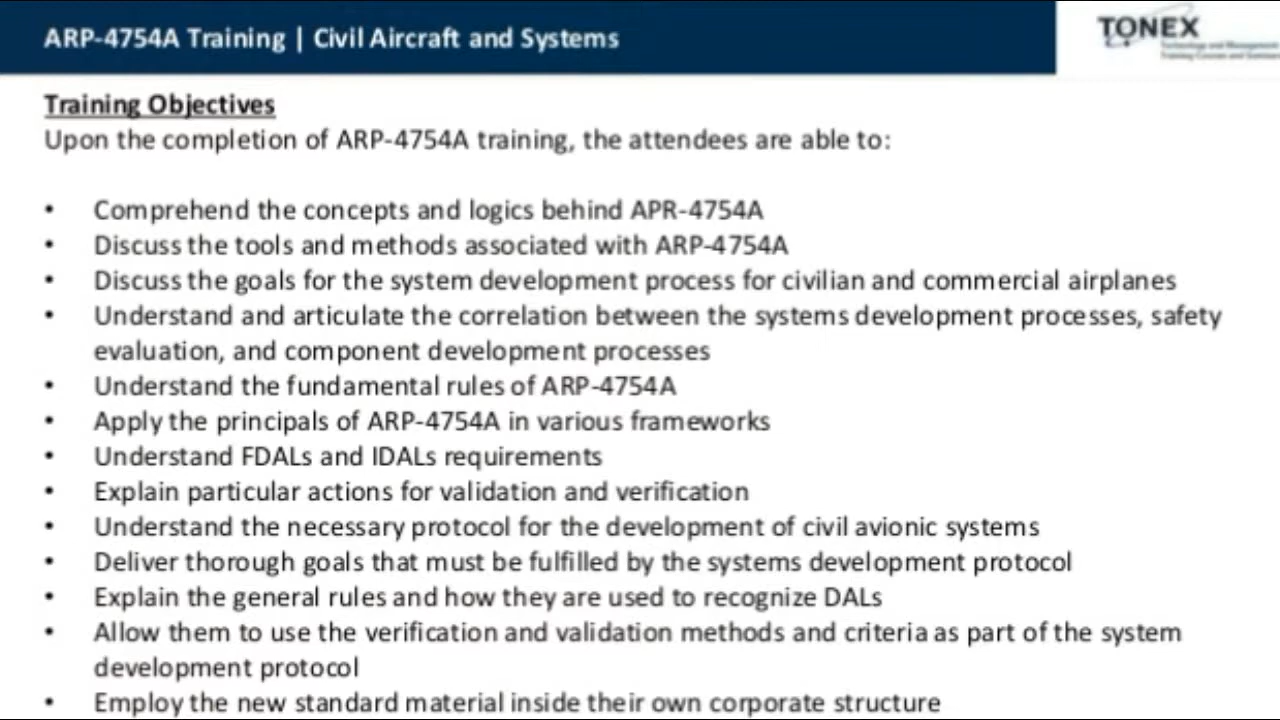 ARP-4754A Training | Civil Aircraft and Systems
TONEX
Technology and Management
Training Courses and Seminars
Training Objectives
Upon the completion of ARP-4754A training, the attendees are able to:
• Comprehend the concepts and logics behind APR-4754A
• Discuss the tools and methods associated with ARP-4754A
• Discuss the goals for the system development process for civilian and commercial airplanes
• Understand and articulate the correlation between the systems development processes, safety
evaluation, and component development processes
• Understand the fundamental rules of ARP-4754A
• Apply the principals of ARP-4754A in various frameworks
• Understand FDALs and IDALs requirements
• Explain particular actions for validation and verification
• Understand the necessary protocol for the development of civil avionic systems
• Deliver thorough goals that must be fulfilled by the systems development protocol
• Explain the general rules and how they are used to recognize DALs
• Allow them to use the verification and validation methods and criteria as part of the system
development protocol
• Employ the new standard material inside their own corporate structure